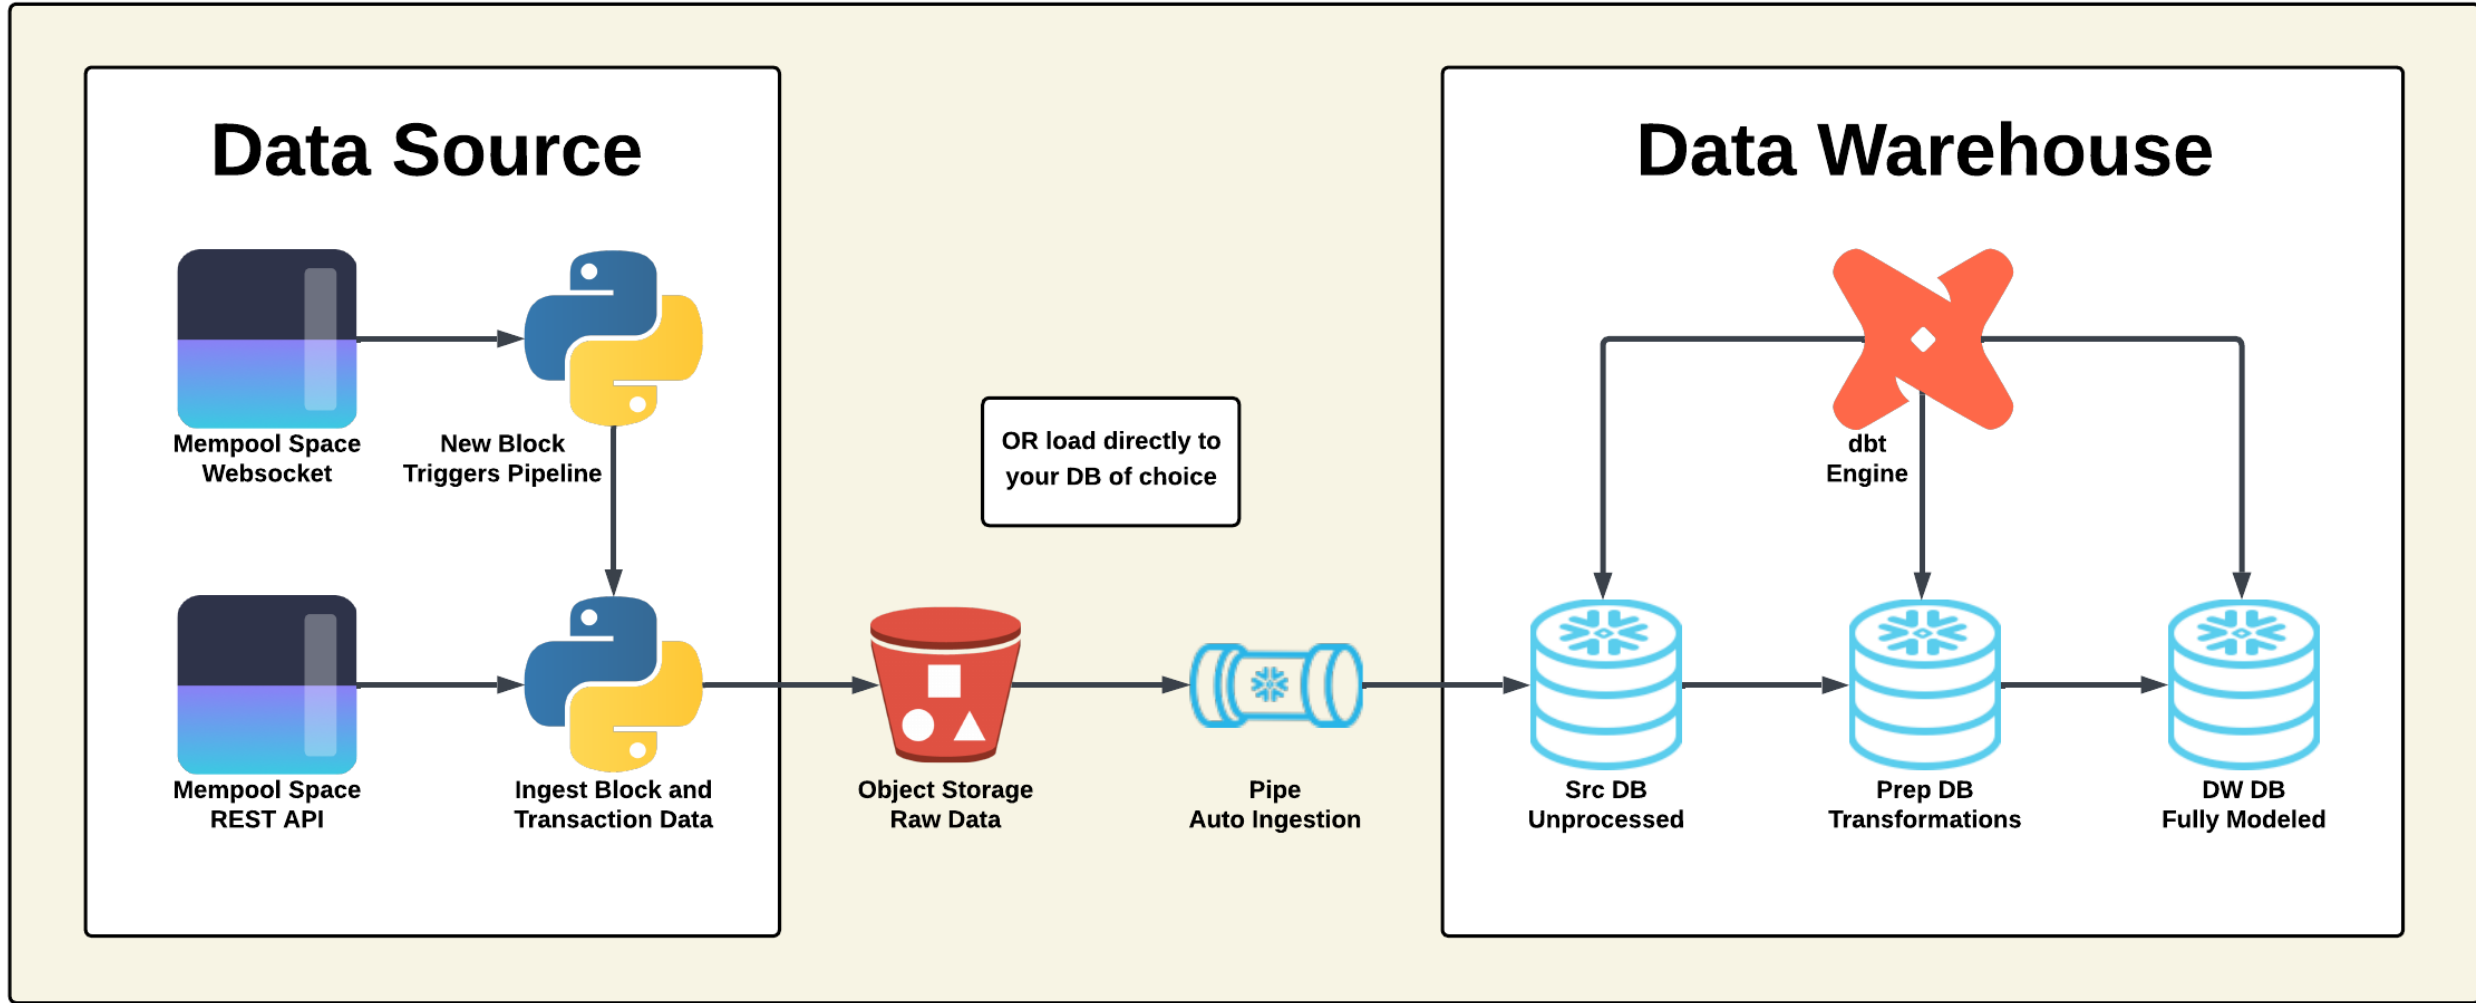 Data Source
Mempool Space
Websocket
New Block
Triggers Pipeline
Mempool Space
REST API
Ingest Block and
Transaction Data
OR load directly to
your DB of choice
Object Storage
Raw Data
Pipe
Auto Ingestion
Data Warehouse
dbt
Engine
Src DB
Unprocessed
Prep DB
Transformations
DW DB
Fully Modeled